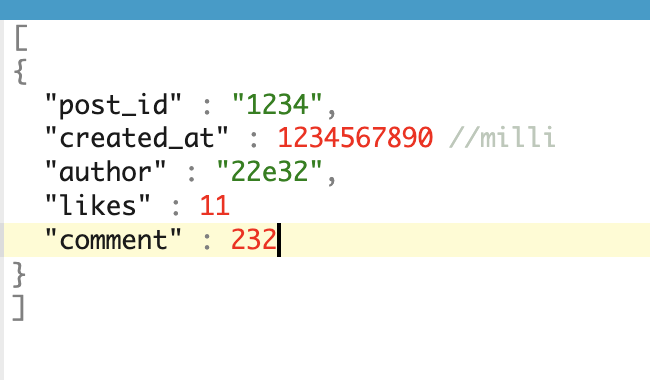 [
{
"post_id" : "1234",
"created_at" : 1234567890 //milli
"author" : "22e32",
"likes" : 11
"comment" : 232
}
]